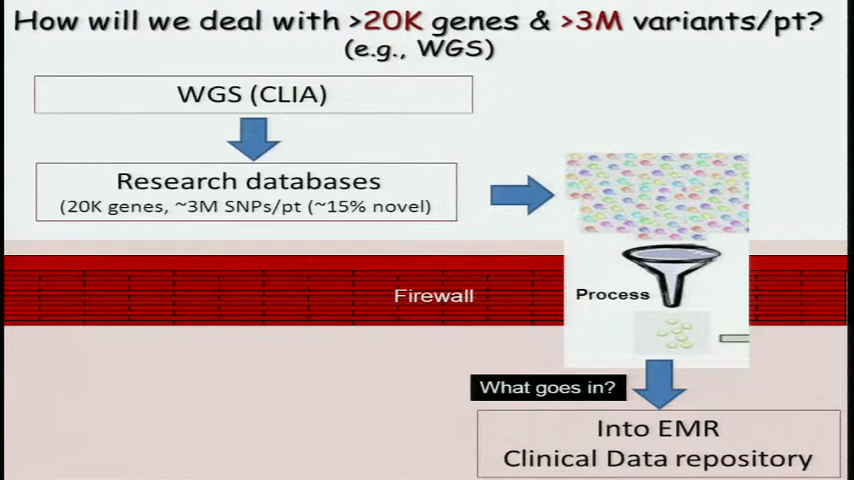 How will we deal with >20K genes & >3M variants/pt?
(e.g., WGS)
WGS (CLIA)
Research databases
(20K genes, ~3M SNPs/pt (~15% novel)
Firewall
Process
What goes in?
Into EMR
Clinical Data repository